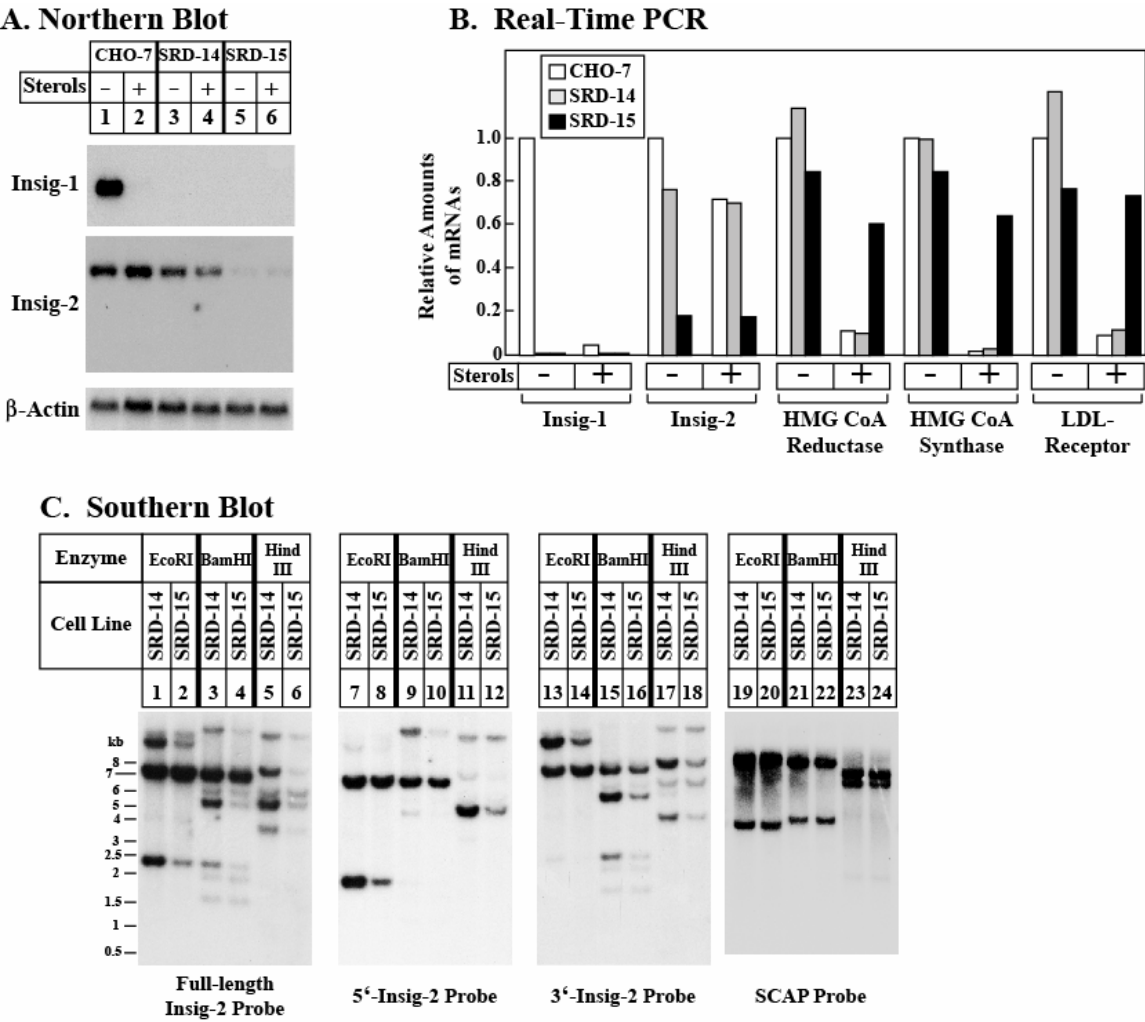 A. Northern Blot
CHO-7 SRD-14 SRD-15
Sterols − + − + − +
1 2 3 4 5 6
Insig-1
Insig-2
β-Actin
B. Real-Time PCR
CHO-7
SRD-14
SRD-15
Relative Amounts
of mRNAs
1.0
0.8
0.6
0.4
0.2
0
Sterols − + − + − + − + − +
Insig-1 Insig-2 HMG CoA HMG CoA LDL-
Reductase Synthase Receptor
C. Southern Blot
Enzyme EcoRI BamHI Hind III EcoRI BamHI Hind III EcoRI BamHI Hind III EcoRI BamHI Hind III
Cell Line SRD-14 SRD-15 SRD-14 SRD-15 SRD-14 SRD-15 SRD-14 SRD-15 SRD-14 SRD-15 SRD-14 SRD-15 SRD-14 SRD-15 SRD-14 SRD-15 SRD-14 SRD-15 SRD-14 SRD-15 SRD-14 SRD-15 SRD-14 SRD-15
1 2 3 4 5 6 7 8 9 10 11 12 13 14 15 16 17 18 19 20 21 22 23 24
kb
8
7
6
5
4
3
2.5
2
1.5
1
0.5
Full-length
Insig-2 Probe
5‘-Insig-2 Probe
3‘-Insig-2 Probe
SCAP Probe